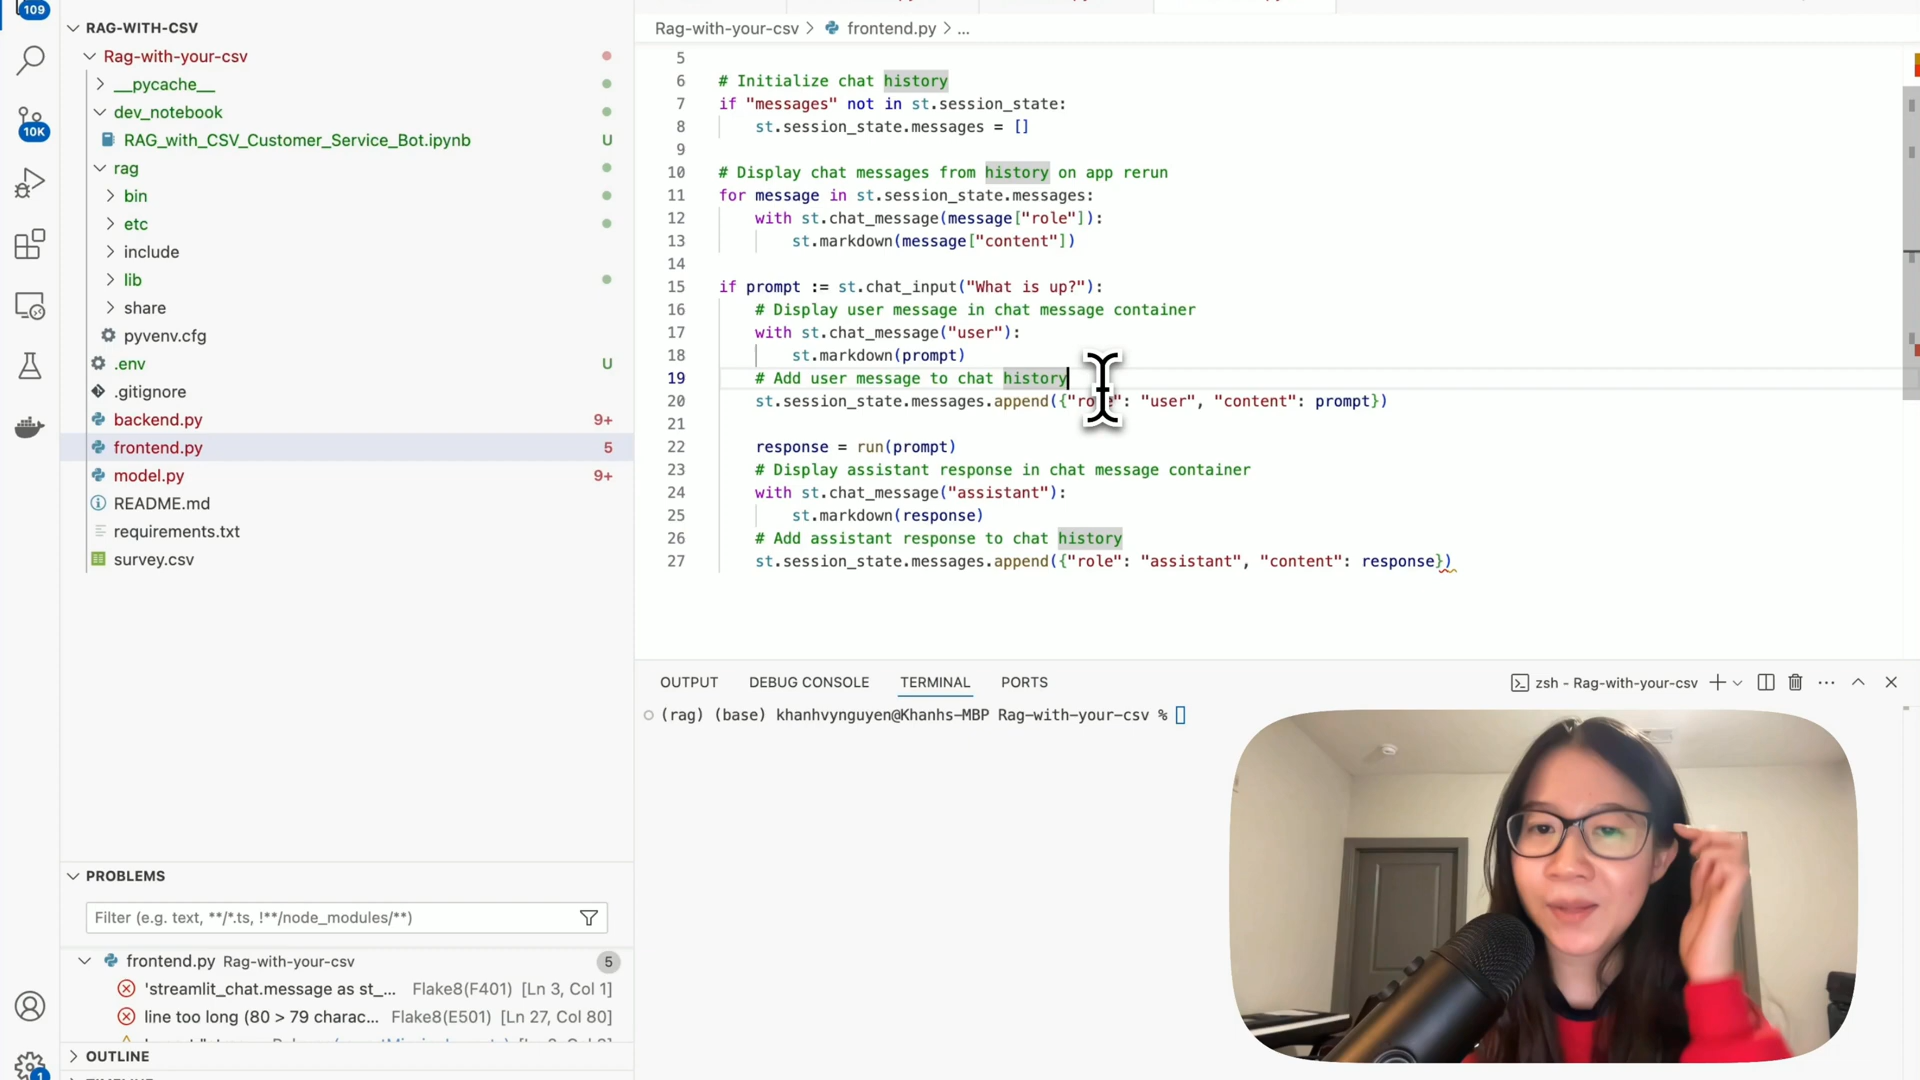 109
RAG-WITH-CSV
Rag-with-your-csv
__pycache__
dev_notebook
10K
RAG_with_CSV_Customer_Service_Bot.ipynb U
rag
bin
etc
include
lib
share
pyvenv.cfg
.env U
.gitignore
backend.py 9+
frontend.py 5
model.py 9+
README.md
requirements.txt
survey.csv
PROBLEMS
Filter (e.g. text, **/*.ts, !**/node_modules/**)
frontend.py Rag-with-your-csv 5
'streamlit_chat.message as st_... Flake8(F401) [Ln 3, Col 1]
line too long (80 > 79 charac... Flake8(E501) [Ln 27, Col 80]
OUTLINE
1
Rag-with-your-csv > frontend.py > ...
5
6 # Initialize chat history
7 if "messages" not in st.session_state:
8 st.session_state.messages = []
9
10 # Display chat messages from history on app rerun
11 for message in st.session_state.messages:
12 with st.chat_message(message["role"]):
13 st.markdown(message["content"])
14
15 if prompt := st.chat_input("What is up?"):
16 # Display user message in chat message container
17 with st.chat_message("user"):
18 st.markdown(prompt)
19 # Add user message to chat history
20 st.session_state.messages.append({"role": "user", "content": prompt})
21
22 response = run(prompt)
23 # Display assistant response in chat message container
24 with st.chat_message("assistant"):
25 st.markdown(response)
26 # Add assistant response to chat history
27 st.session_state.messages.append({"role": "assistant", "content": response})
OUTPUT DEBUG CONSOLE TERMINAL PORTS zsh - Rag-with-your-csv
(rag) (base) khanhvynguyen@Khanhs-MBP Rag-with-your-csv %